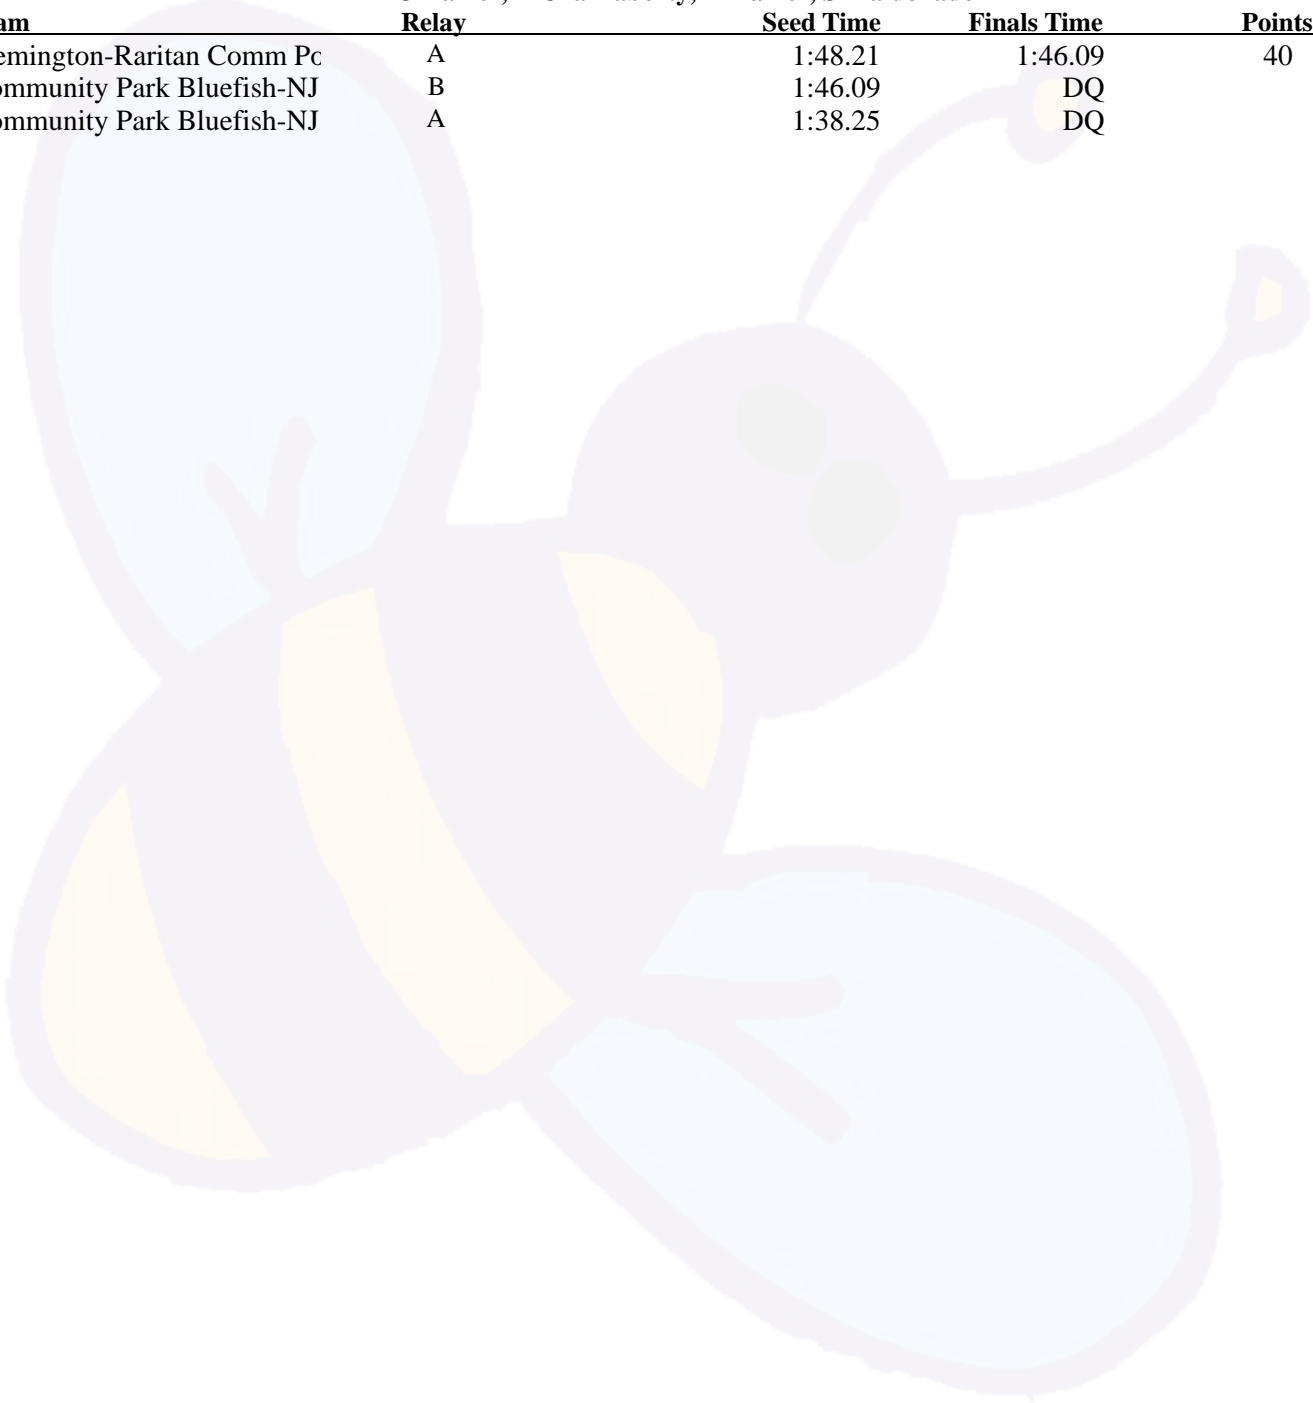 am Relay Seed Time Finals Time Points
emington-Raritan Comm Po A 1:48.21 1:46.09 40
ommunity Park Bluefish-NJ B 1:46.09 DQ
ommunity Park Bluefish-NJ A 1:38.25 DQ